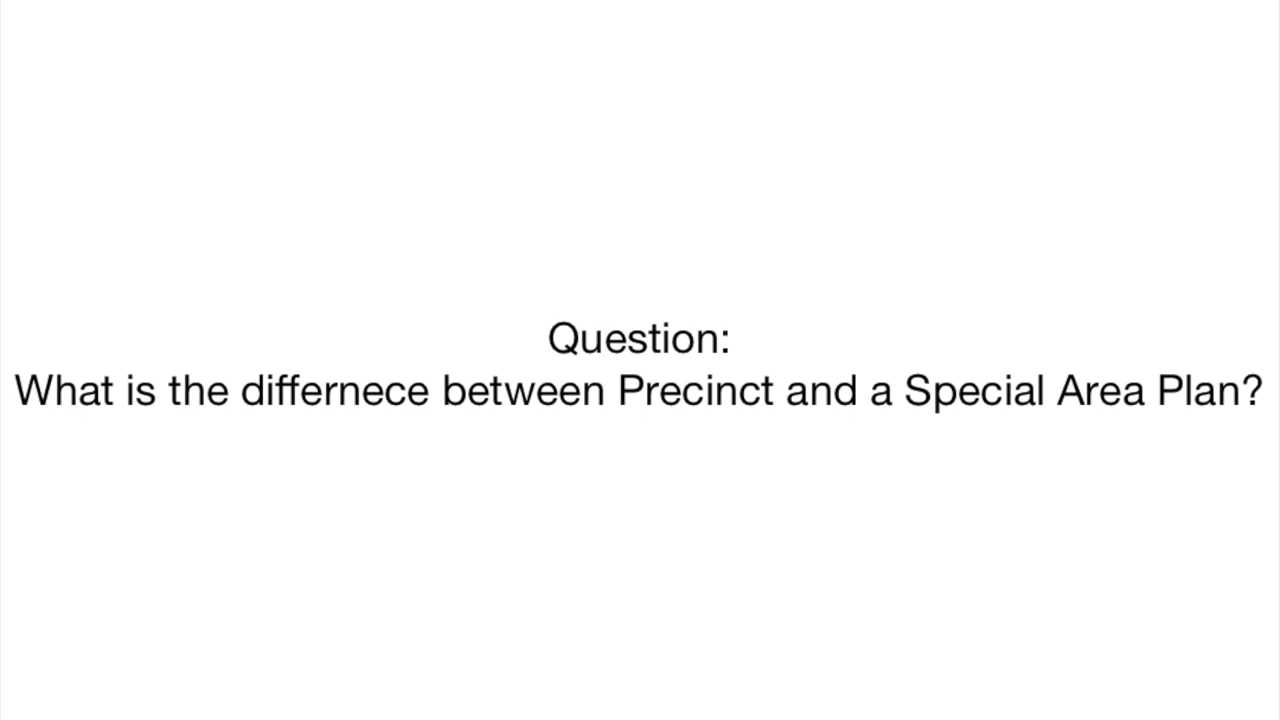 Question:
What is the differnece between Precinct and a Special Area Plan?